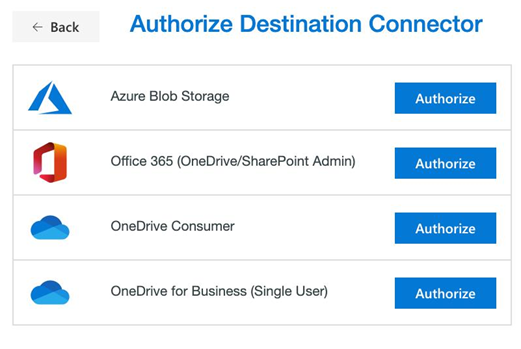 ← Back
Authorize Destination Connector
Azure Blob Storage
Authorize
Office 365 (OneDrive/SharePoint Admin)
Authorize
OneDrive Consumer
Authorize
OneDrive for Business (Single User)
Authorize